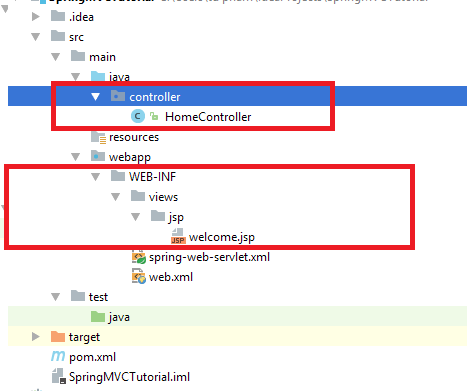 .idea
src
main
java
controller
C HomeController
resources
webapp
WEB-INF
views
jsp
JSP welcome.jsp
spring-web-servlet.xml
web.xml
test
java
target
m pom.xml
SpringMVCTutorial.iml